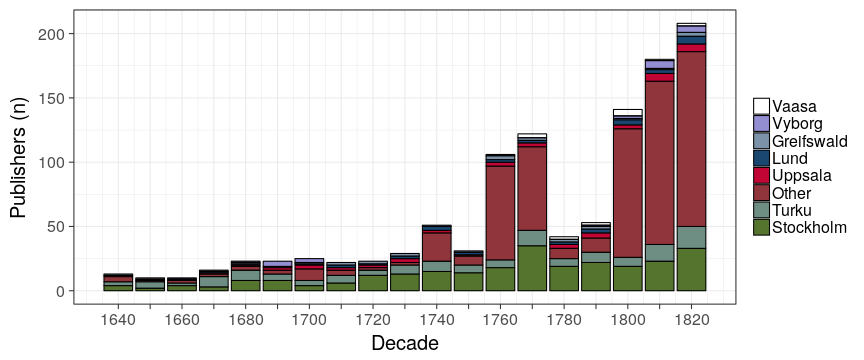 200
150
100
50
0
Publishers (n)
1640
1660
1680
1700
1720
1740
1760
1780
1800
1820
Decade
Vaasa
Vyborg
Greifswald
Lund
Uppsala
Other
Turku
Stockholm